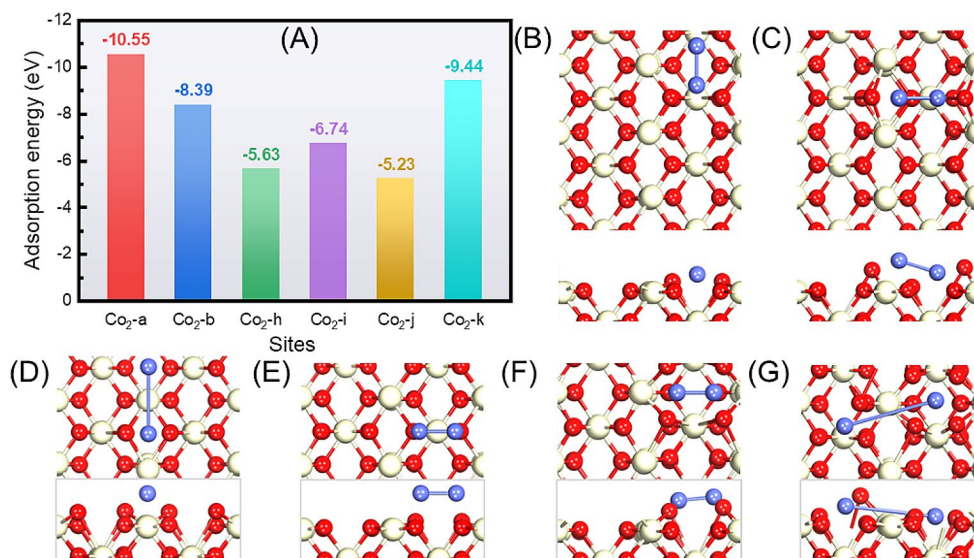 (A)
Adsorption energy (eV)
-12
-10
-8
-6
-4
-2
0
-10.55
-8.39
-5.63
-6.74
-5.23
-9.44
Co₂-a Co₂-b Co₂-h Co₂-i Co₂-j Co₂-k
Sites
(B)
(C)
(D)
(E)
(F)
(G)